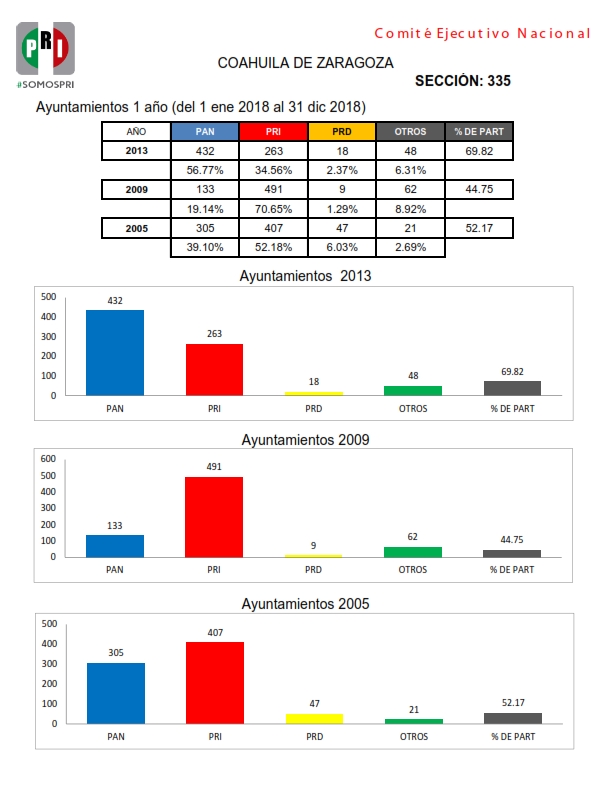 PRI
#SOMOSPRI
Comité Ejecutivo Nacional
COAHUILA DE ZARAGOZA
SECCIÓN: 335
Ayuntamientos 1 año (del 1 ene 2018 al 31 dic 2018)
AÑO PAN PRI PRD OTROS % DE PART
2013 432 263 18 48 69.82
56.77% 34.56% 2.37% 6.31%
2009 133 491 9 62 44.75
19.14% 70.65% 1.29% 8.92%
2005 305 407 47 21 52.17
39.10% 52.18% 6.03% 2.69%
Ayuntamientos 2013
500
400
300
200
100
0
432 263 18 48 69.82
PAN PRI PRD OTROS % DE PART
Ayuntamientos 2009
600
500
400
300
200
100
0
133 491 9 62 44.75
PAN PRI PRD OTROS % DE PART
Ayuntamientos 2005
500
400
300
200
100
0
305 407 47 21 52.17
PAN PRI PRD OTROS % DE PART